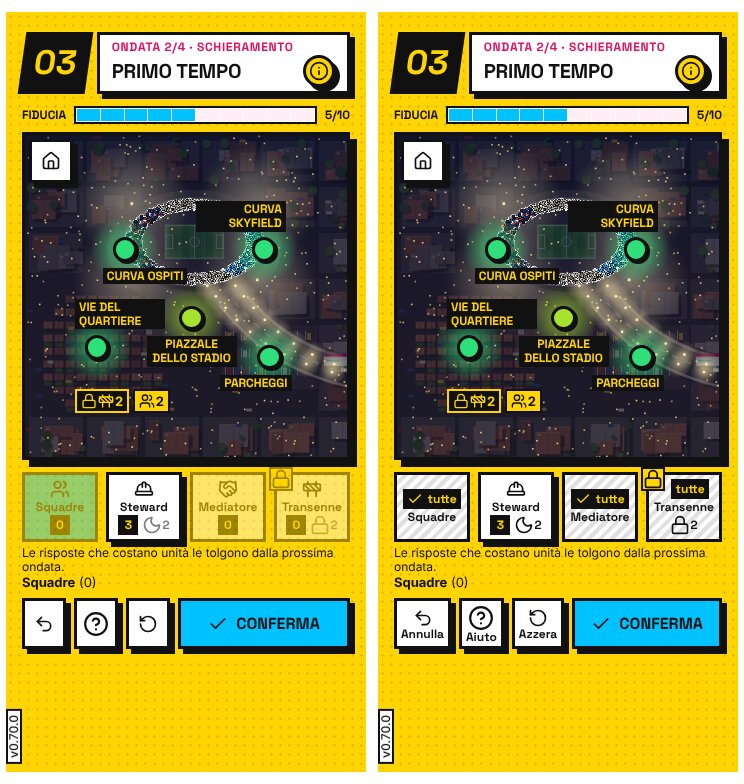 03
ONDATA 2/4 · SCHIERAMENTO
PRIMO TEMPO
FIDUCIA
5/10
CURVA
SKYFIELD
CURVA OSPITI
VIE DEL
QUARTIERE
PIAZZALE
DELLO STADIO
PARCHEGGI
2
2
Squadre
0
Steward
3 2
Mediatore
0
Transenne
0 2
Le risposte che costano unità le tolgono dalla prossima
ondata.
Squadre (0)
CONFERMA
v0.70.0
03
ONDATA 2/4 · SCHIERAMENTO
PRIMO TEMPO
FIDUCIA
5/10
CURVA
SKYFIELD
CURVA OSPITI
VIE DEL
QUARTIERE
PIAZZALE
DELLO STADIO
PARCHEGGI
2
2
tutte
Squadre
Steward
3 2
tutte
Mediatore
tutte
Transenne
2
Le risposte che costano unità le tolgono dalla prossima
ondata.
Squadre (0)
Annulla
Aiuto
Azzera
CONFERMA
v0.70.0